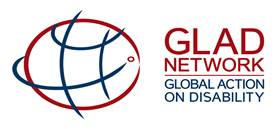 GLAD
NETWORK
GLOBAL ACTION
ON DISABILITY